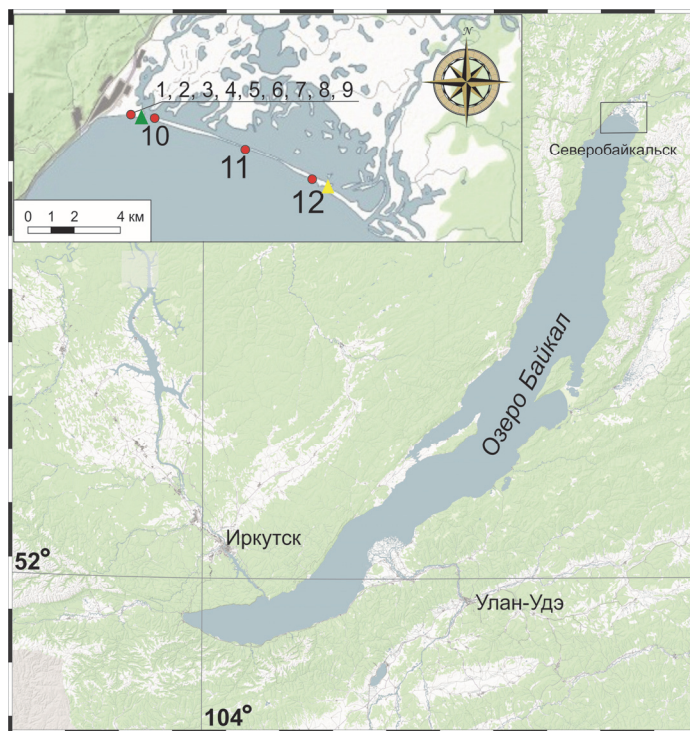 N
1, 2, 3, 4, 5, 6, 7, 8, 9
10
11
12
0 1 2 4 км
Северобайкальск
Озеро Байкал
Иркутск
52°
Улан-Удэ
104°